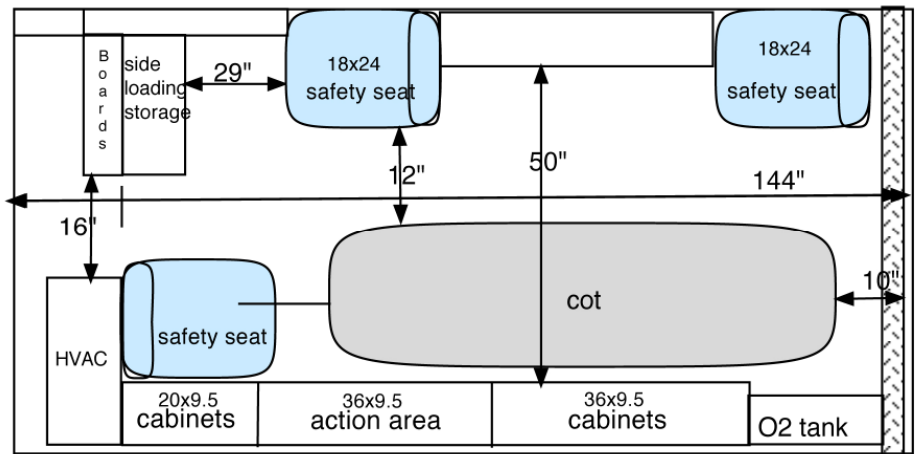 Boards
side
loading
storage
29"
18x24
safety seat
18x24
safety seat
12"
50"
144"
16"
10"
cot
safety seat
HVAC
20x9.5
cabinets
36x9.5
action area
36x9.5
cabinets
O2 tank